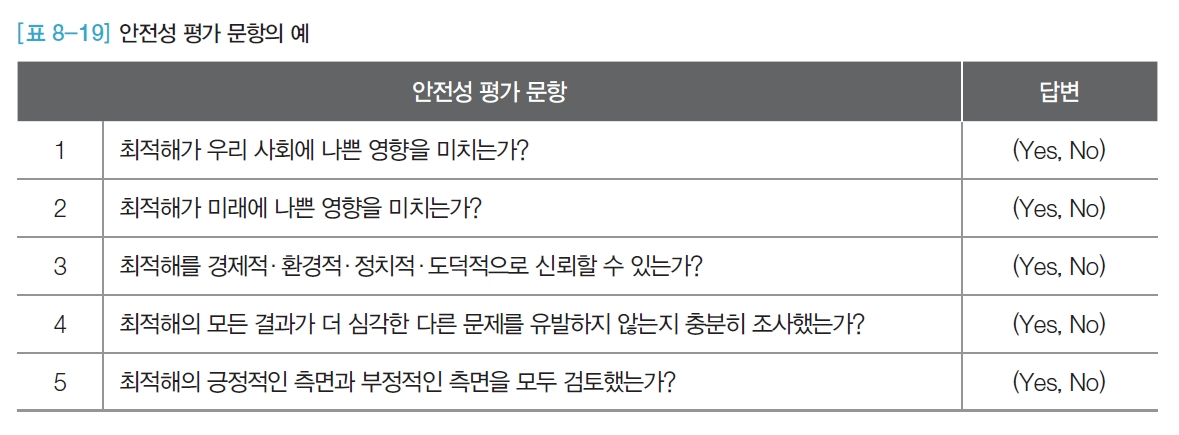 [표 8-19] 안전성 평가 문항의 예
안전성 평가 문항 답변
1 최적해가 우리 사회에 나쁜 영향을 미치는가? (Yes, No)
2 최적해가 미래에 나쁜 영향을 미치는가? (Yes, No)
3 최적해를 경제적·환경적·정치적·도덕적으로 신뢰할 수 있는가? (Yes, No)
4 최적해의 모든 결과가 더 심각한 다른 문제를 유발하지 않는지 충분히 조사했는가? (Yes, No)
5 최적해의 긍정적인 측면과 부정적인 측면을 모두 검토했는가? (Yes, No)